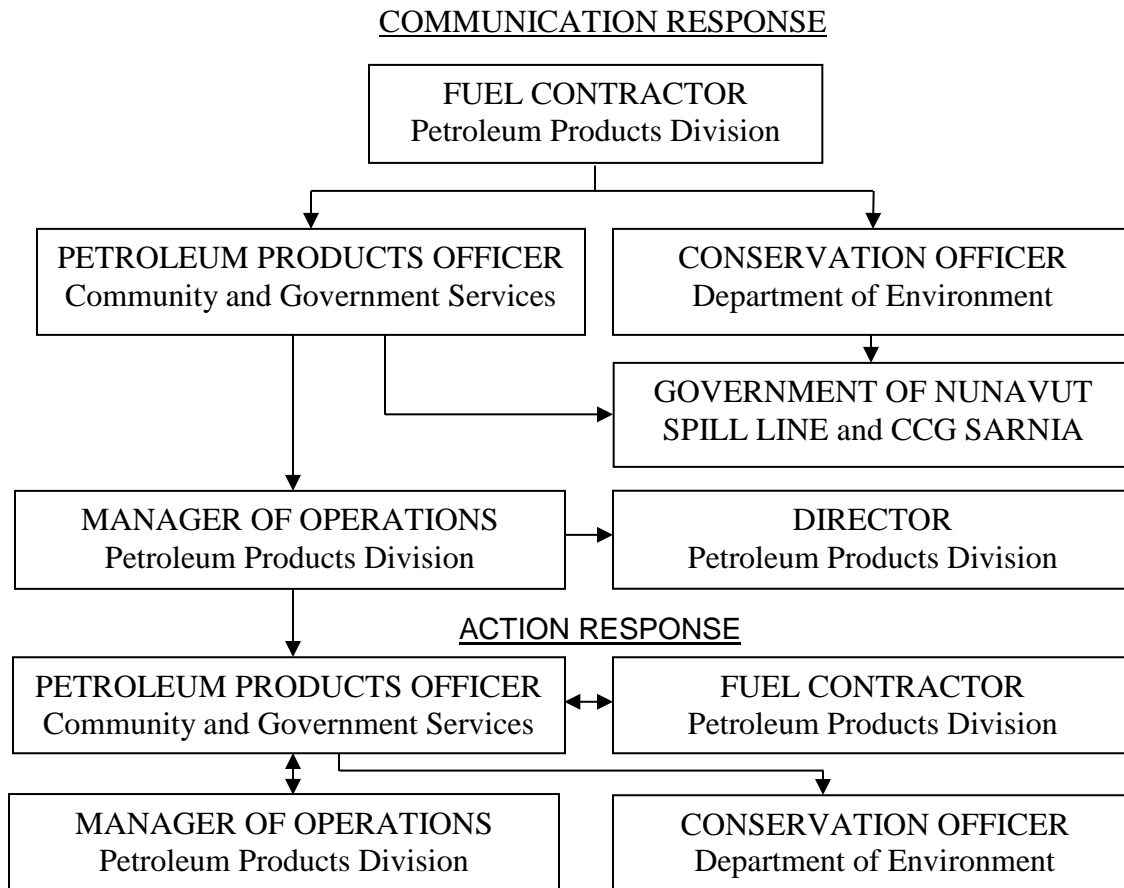 COMMUNICATION RESPONSE
FUEL CONTRACTOR
Petroleum Products Division
PETROLEUM PRODUCTS OFFICER
Community and Government Services
CONSERVATION OFFICER
Department of Environment
GOVERNMENT OF NUNAVUT
SPILL LINE and CCG SARNIA
MANAGER OF OPERATIONS
Petroleum Products Division
DIRECTOR
Petroleum Products Division
ACTION RESPONSE
PETROLEUM PRODUCTS OFFICER
Community and Government Services
FUEL CONTRACTOR
Petroleum Products Division
MANAGER OF OPERATIONS
Petroleum Products Division
CONSERVATION OFFICER
Department of Environment